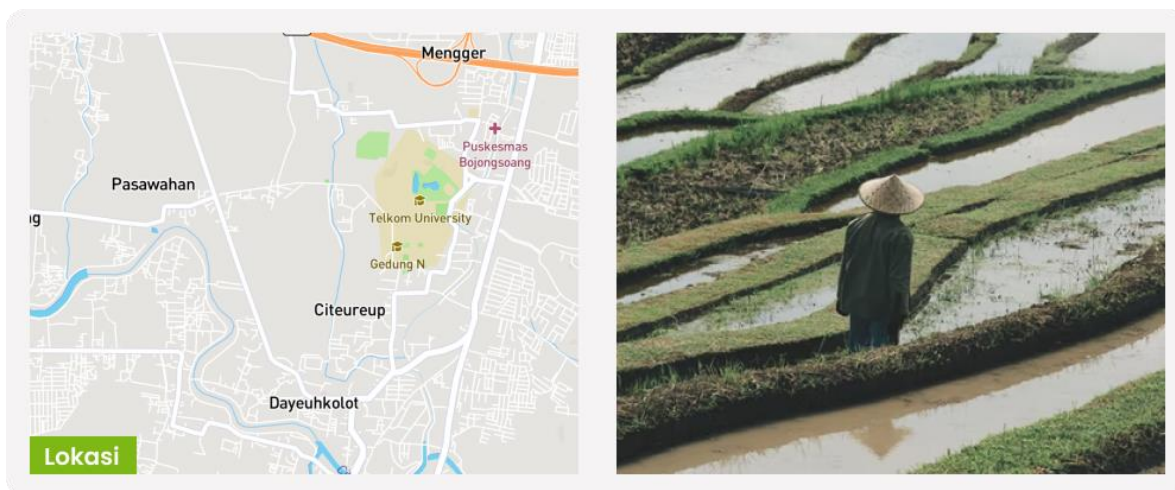 Mengger
Puskesmas
Bojongsoang
Pasawahan
Telkom University
Gedung N
Citeureup
Dayeuhkolot
Lokasi